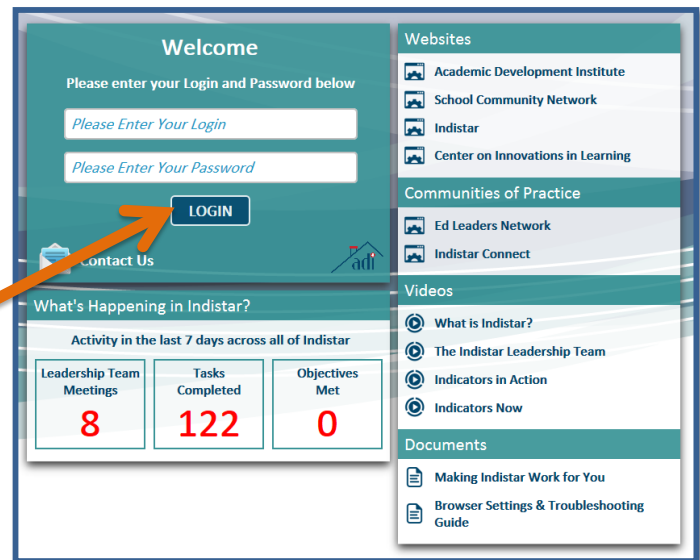 Welcome
Please enter your Login and Password below
Please Enter Your Login
Please Enter Your Password
LOGIN
Contact Us
adi
What's Happening in Indistar?
Activity in the last 7 days across all of Indistar
Leadership Team
Meetings
8
Tasks
Completed
122
Objectives
Met
0
Websites
Academic Development Institute
School Community Network
Indistar
Center on Innovations in Learning
Communities of Practice
Ed Leaders Network
Indistar Connect
Videos
What is Indistar?
The Indistar Leadership Team
Indicators in Action
Indicators Now
Documents
Making Indistar Work for You
Browser Settings & Troubleshooting
Guide